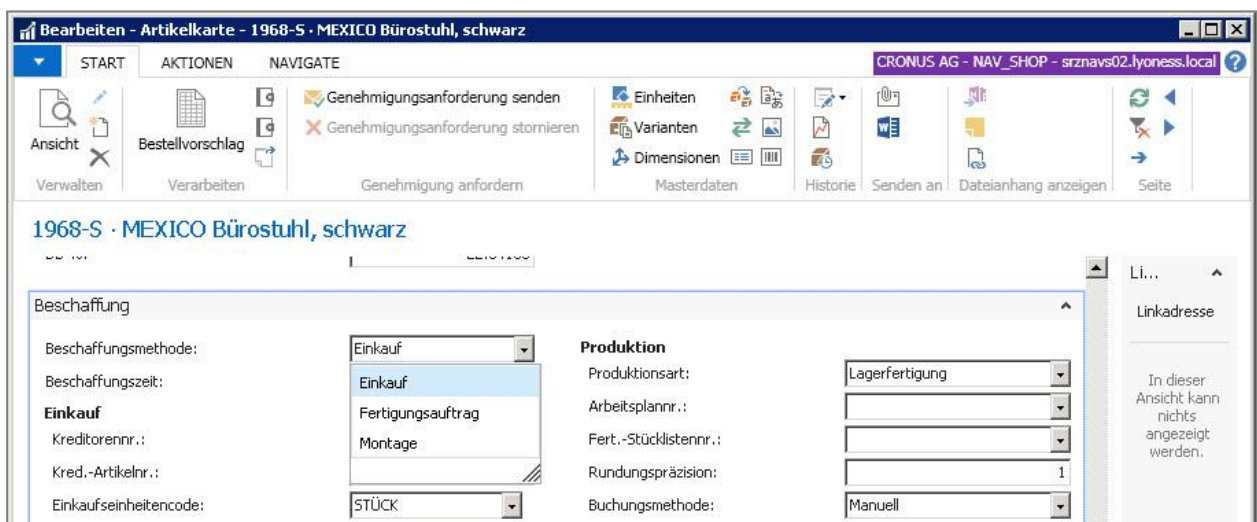 Bearbeiten - Artikelkarte - 1968-S · MEXICO Bürostuhl, schwarz
START AKTIONEN NAVIGATE CRONUS AG - NAV_SHOP - srznavs02.lyoness.local
Ansicht
Verwalten
Bestellvorschlag
Verarbeiten
Genehmigungsanforderung senden
Genehmigungsanforderung stornieren
Genehmigung anfordern
Einheiten
Varianten
Dimensionen
Masterdaten
Historie
Senden an
Dateianhang anzeigen
Seite
1968-S · MEXICO Bürostuhl, schwarz
Beschaffung
Beschaffungsmethode: Einkauf
Einkauf
Fertigungsauftrag
Montage
Beschaffungszeit:
Einkauf
Kreditorennr.:
Kred.-Artikelnr.:
Einkaufseinheitencode: STÜCK
Produktion
Produktionsart: Lagerfertigung
Arbeitsplannr.:
Fert.-Stücklistennr.:
Rundungspräzision: 1
Buchungsmethode: Manuell
Li...
Linkadresse
In dieser
Ansicht kann
nichts
angezeigt
werden.